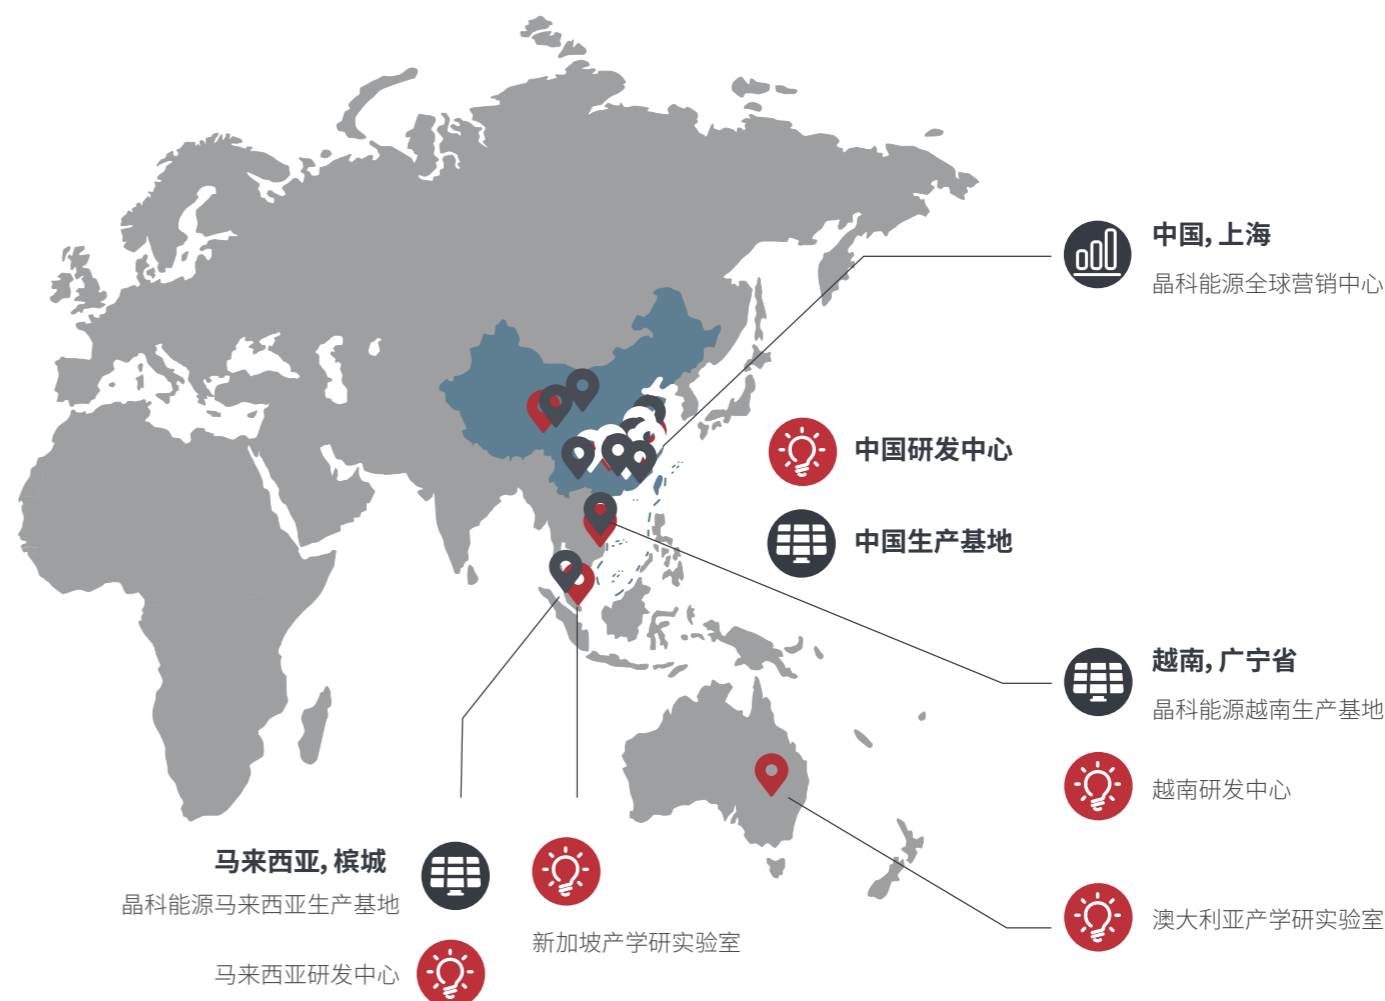 中国, 上海
晶科能源全球营销中心
中国研发中心
中国生产基地
越南, 广宁省
晶科能源越南生产基地
越南研发中心
马来西亚, 槟城
晶科能源马来西亚生产基地
马来西亚研发中心
新加坡产学研实验室
澳大利亚产学研实验室